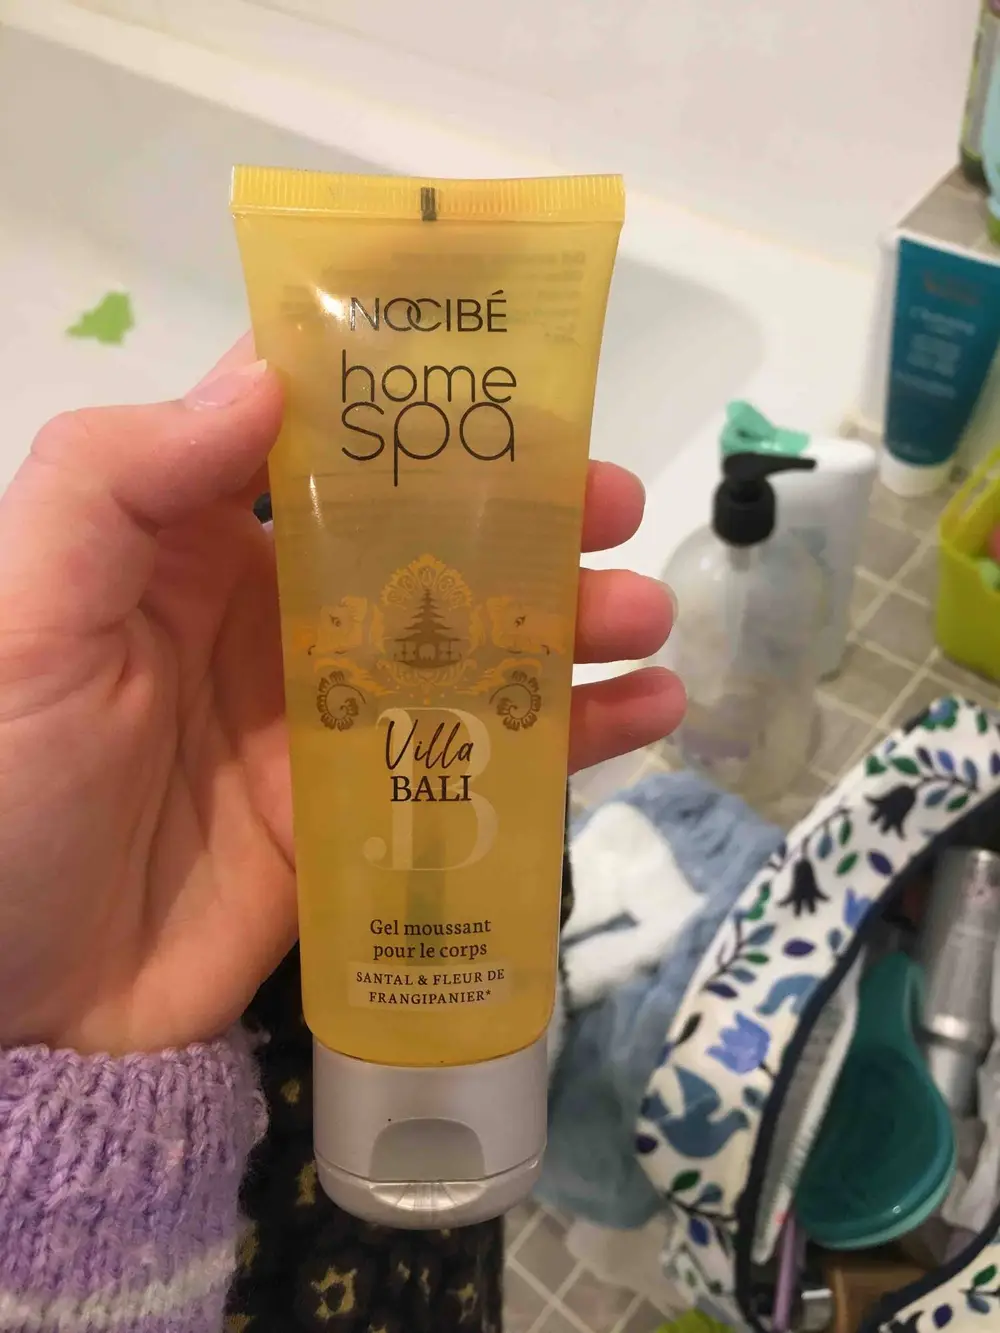 NOCIBÉ
home
spa
Villa
BALI
B
Gel moussant
pour le corps
SANTAL & FLEUR DE
FRANGIPANIER*